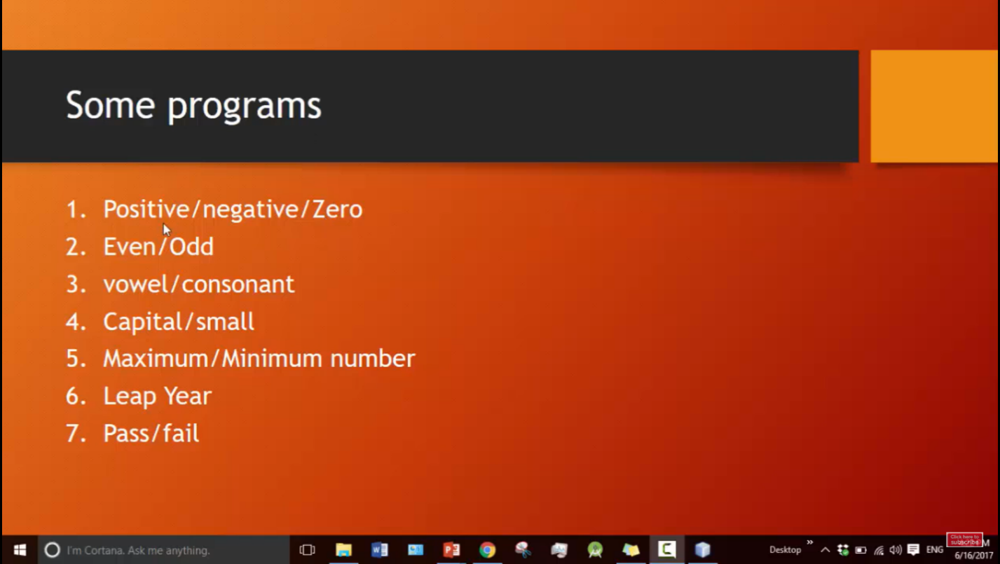 Some programs
1. Positive/negative/Zero
2. Even/Odd
3. vowel/consonant
4. Capital/small
5. Maximum/Minimum number
6. Leap Year
7. Pass/fail
I'm Cortana. Ask me anything.
Desktop
ENG
Click here to
subscribe
M
6/16/2017